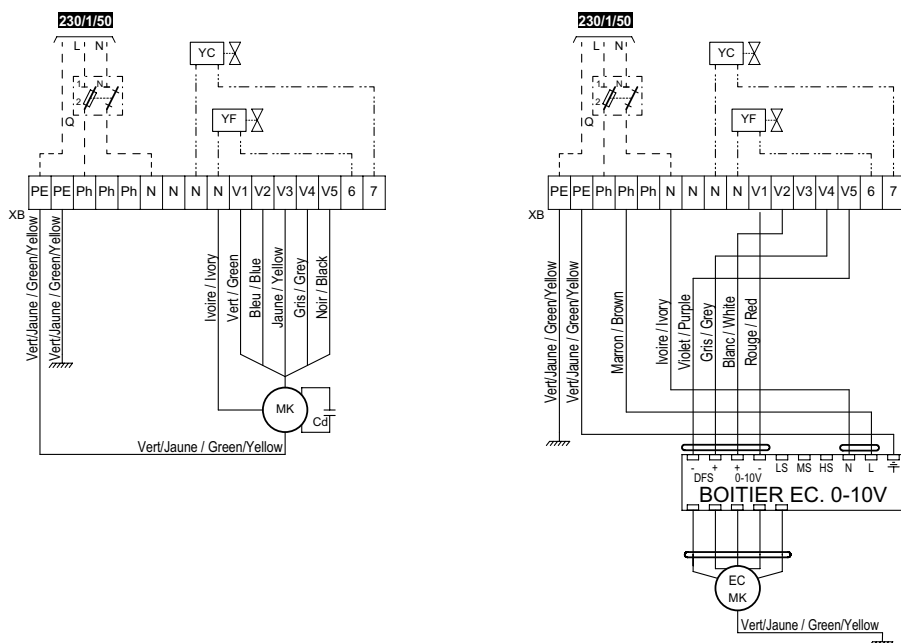 230/1/50
L N
1 N
2
Q
YC
YF
PE PE Ph Ph Ph N N N N V1 V2 V3 V4 V5 6 7
XB
Vert/Jaune / Green/Yellow
Vert/Jaune / Green/Yellow
Ivoire / Ivory
Vert / Green
Bleu / Blue
Jaune / Yellow
Gris / Grey
Noir / Black
MK
Cd
Vert/Jaune / Green/Yellow
230/1/50
L N
1 N
2
Q
YC
YF
PE PE Ph Ph Ph N N N N V1 V2 V3 V4 V5 6 7
XB
Vert/Jaune / Green/Yellow
Vert/Jaune / Green/Yellow
Marron / Brown
Ivoire / Ivory
Violet / Purple
Gris / Grey
Blanc / White
Rouge / Red
- + + - LS MS HS N L
DFS 0-10V
BOITIER EC. 0-10V
EC
MK
Vert/Jaune / Green/Yellow